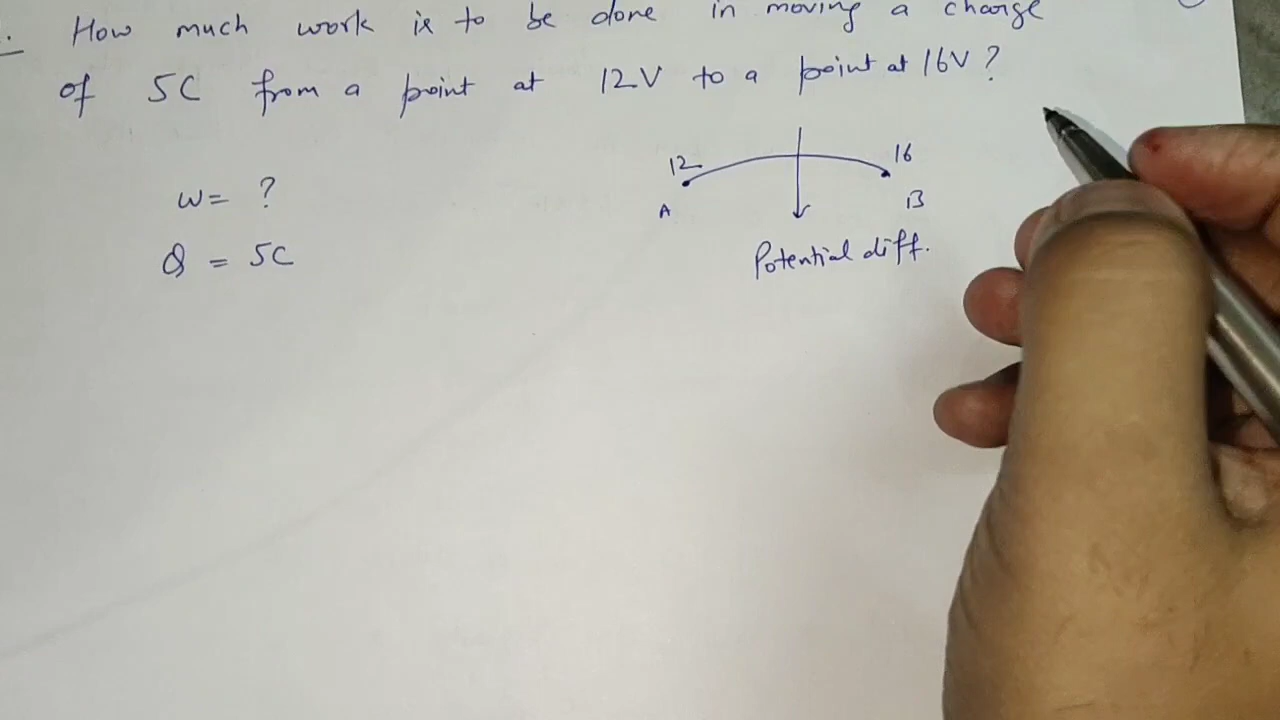 How much work is to be done in moving a charge
of 5C from a point at 12V to a point at 16V ?
12 16
w = ? A B
Q = 5C Potential diff.